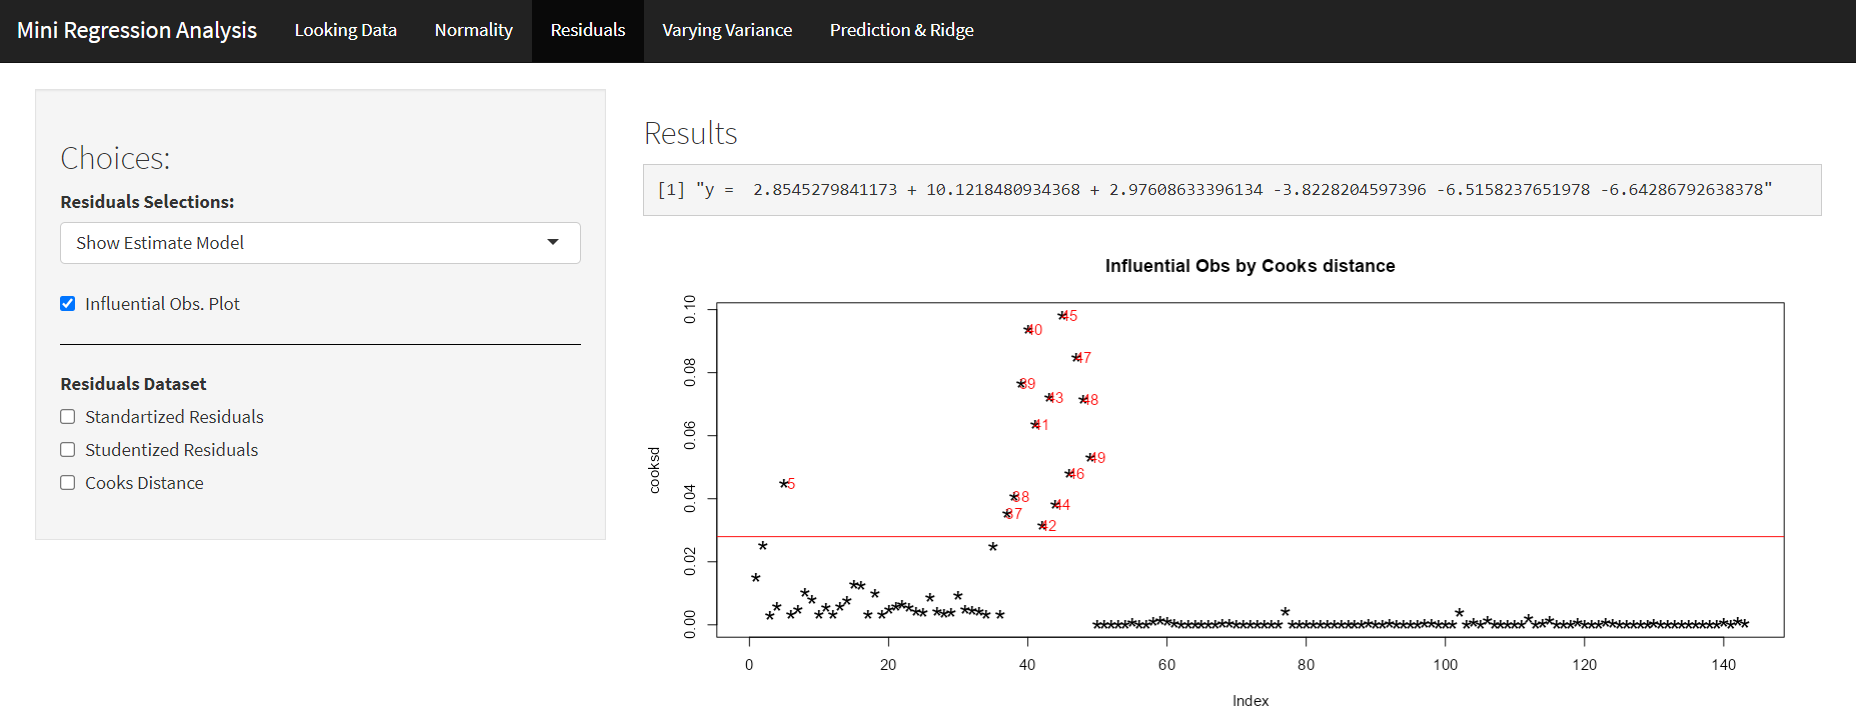 Mini Regression Analysis Looking Data Normality Residuals Varying Variance Prediction & Ridge
Choices:
Residuals Selections:
Show Estimate Model
Influential Obs. Plot
Residuals Dataset
Standartized Residuals
Studentized Residuals
Cooks Distance
Results
[1] "y =  2.8545279841173 + 10.1218480934368 + 2.97608633396134 -3.8228204597396 -6.5158237651978 -6.64286792638378"
Influential Obs by Cooks distance
cooksd
0.10
0.08
0.06
0.04
0.02
0.00
45
40
47
39
43
48
41
49
46
5
38
44
37
42
0 20 40 60 80 100 120 140
Index